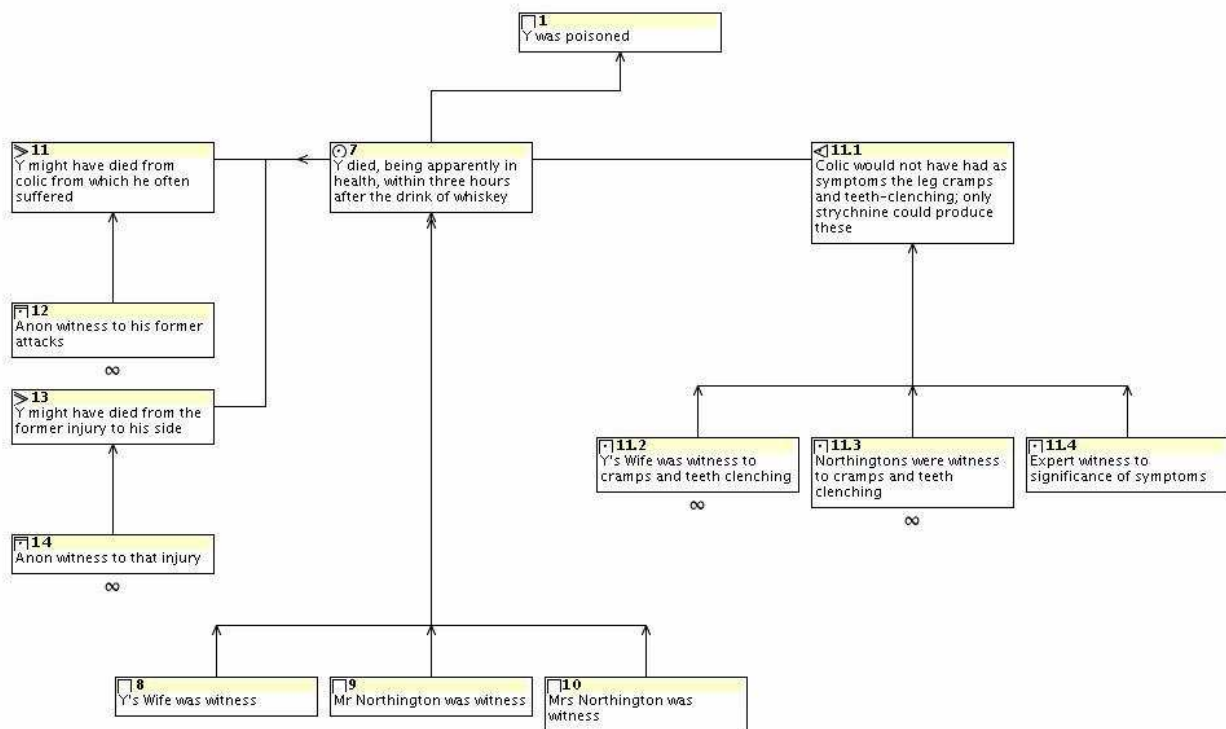 1
Y was poisoned
11
Y might have died from
colic from which he often
suffered
7
Y died, being apparently in
health, within three hours
after the drink of whiskey
11.1
Colic would not have had as
symptoms the leg cramps
and teeth-clenching; only
strychnine could produce
these
12
Anon witness to his former
attacks
∞
13
Y might have died from the
former injury to his side
11.2
Y's Wife was witness to
cramps and teeth clenching
∞
11.3
Northingtons were witness
to cramps and teeth
clenching
∞
11.4
Expert witness to
significance of symptoms
14
Anon witness to that injury
∞
8
Y's Wife was witness
9
Mr Northington was witness
10
Mrs Northington was
witness